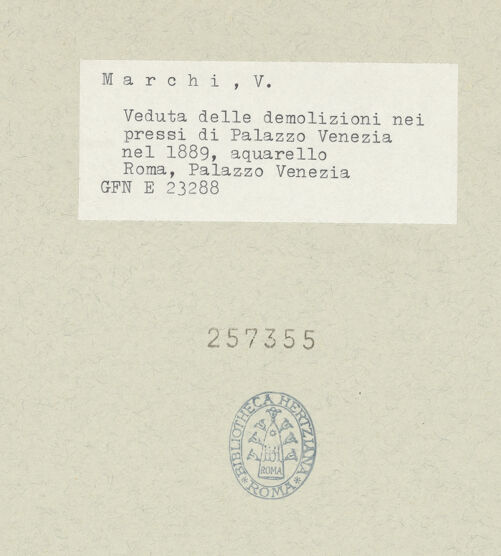 M a r c h i , V.
Veduta delle demolizioni nei
pressi di Palazzo Venezia
nel 1889, aquarello
Roma, Palazzo Venezia
GFN E 23288
257355
BIBLIOTHECA HERTZIANA
ROMA
* ROMA *